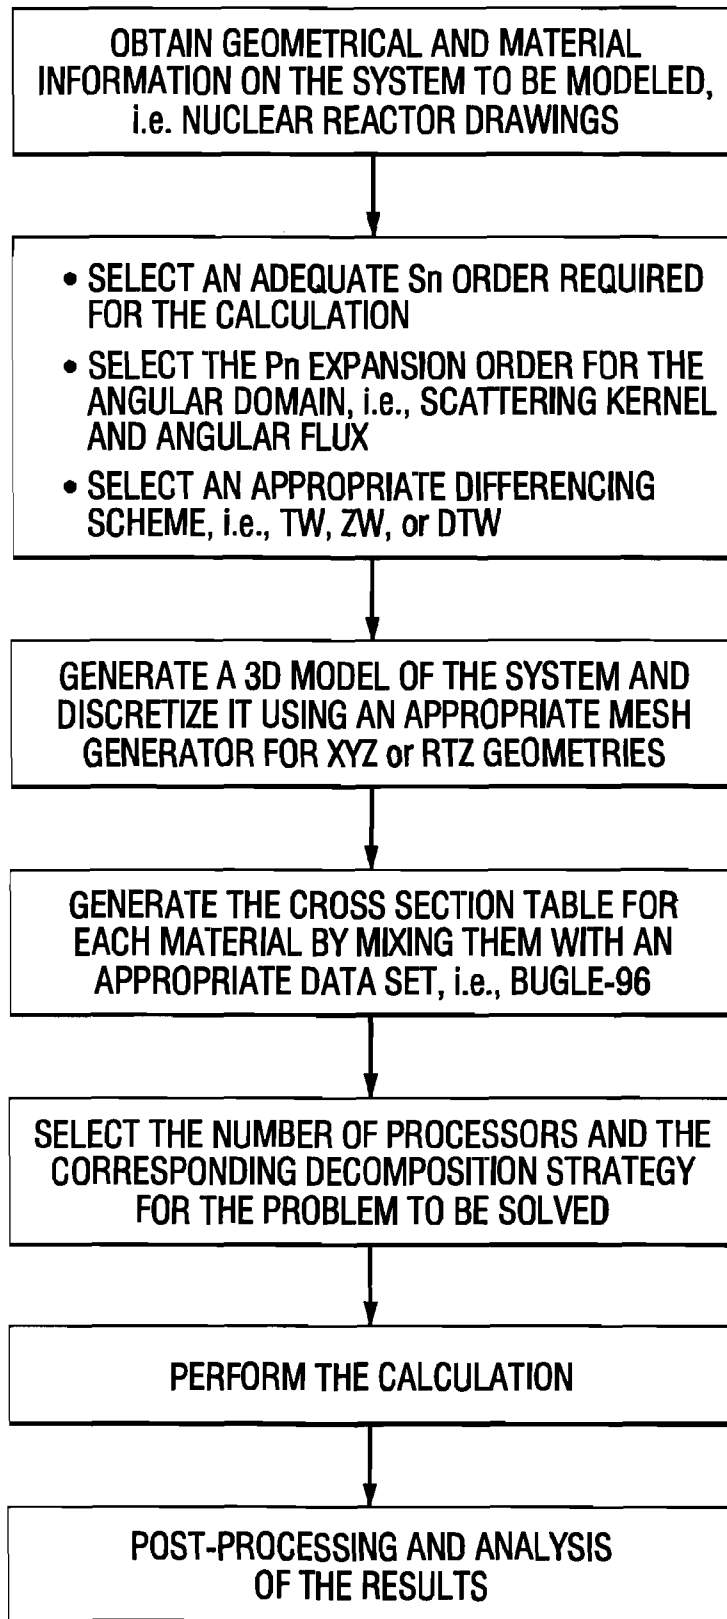 OBTAIN GEOMETRICAL AND MATERIAL
INFORMATION ON THE SYSTEM TO BE MODELED,
i.e. NUCLEAR REACTOR DRAWINGS
• SELECT AN ADEQUATE Sn ORDER REQUIRED
FOR THE CALCULATION
• SELECT THE Pn EXPANSION ORDER FOR THE
ANGULAR DOMAIN, i.e., SCATTERING KERNEL
AND ANGULAR FLUX
• SELECT AN APPROPRIATE DIFFERENCING
SCHEME, i.e., TW, ZW, or DTW
GENERATE A 3D MODEL OF THE SYSTEM AND
DISCRETIZE IT USING AN APPROPRIATE MESH
GENERATOR FOR XYZ or RTZ GEOMETRIES
GENERATE THE CROSS SECTION TABLE FOR
EACH MATERIAL BY MIXING THEM WITH AN
APPROPRIATE DATA SET, i.e., BUGLE-96
SELECT THE NUMBER OF PROCESSORS AND THE
CORRESPONDING DECOMPOSITION STRATEGY
FOR THE PROBLEM TO BE SOLVED
PERFORM THE CALCULATION
POST-PROCESSING AND ANALYSIS
OF THE RESULTS